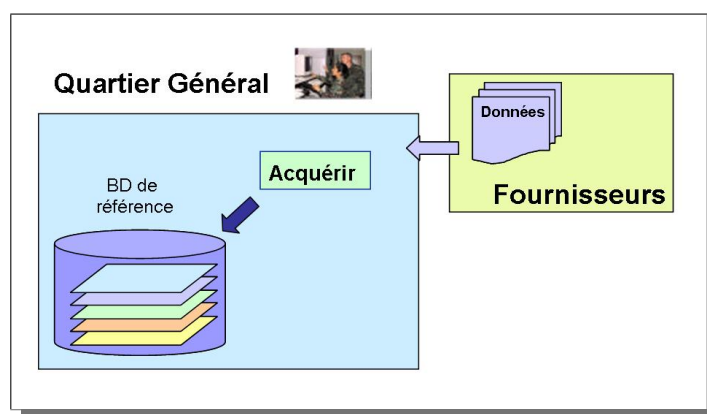 Quartier Général
Données
Acquérir
BD de
référence
Fournisseurs